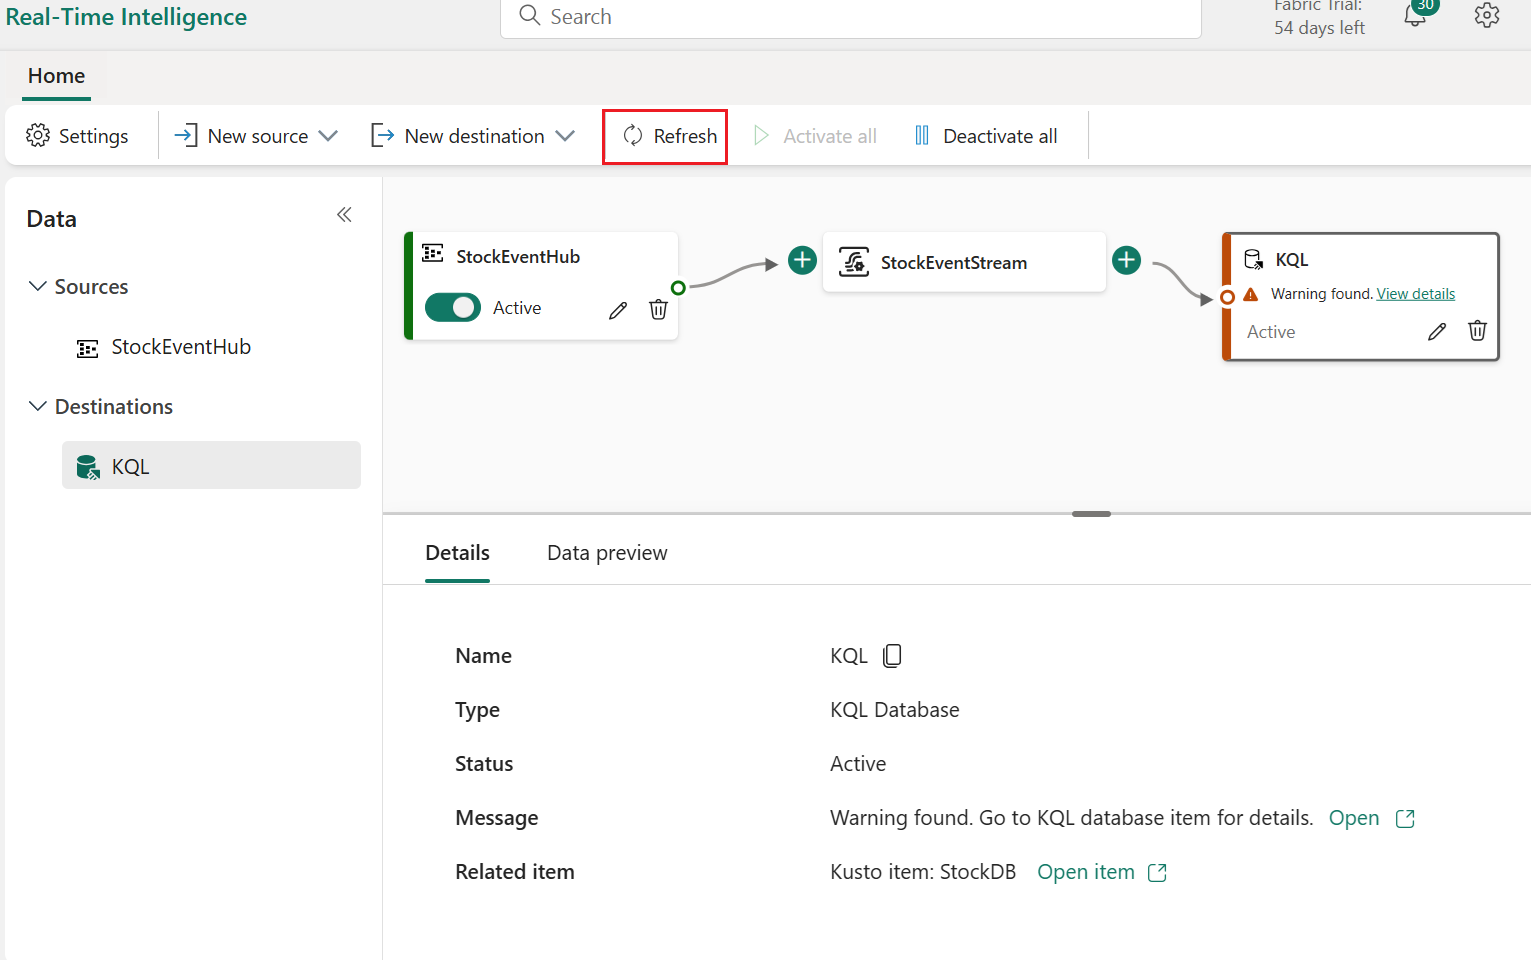 Real-Time Intelligence
Search
Fabric Trial:
54 days left
30
Home
Settings
New source
New destination
Refresh
Activate all
Deactivate all
Data
Sources
StockEventHub
Destinations
KQL
StockEventHub
Active
StockEventStream
KQL
Warning found. View details
Active
Details
Data preview
Name
KQL
Type
KQL Database
Status
Active
Message
Warning found. Go to KQL database item for details. Open
Related item
Kusto item: StockDB Open item